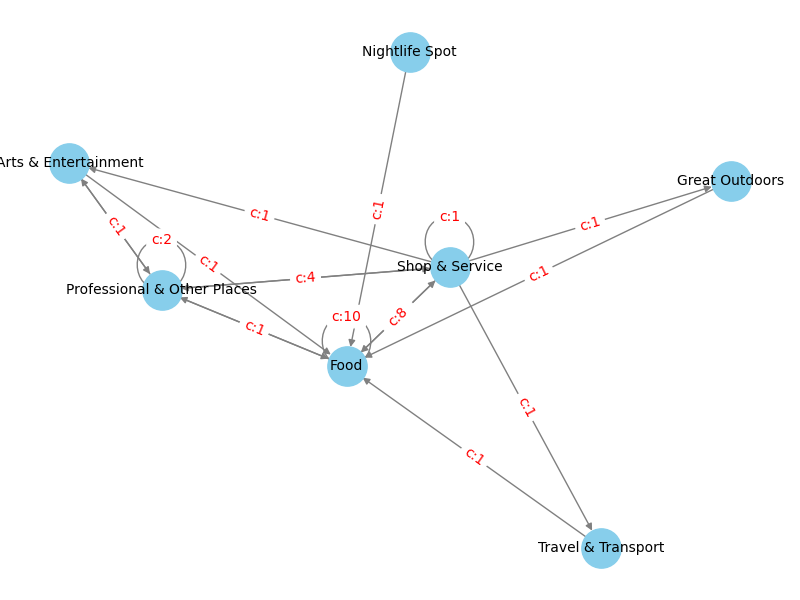 Nightlife Spot
Arts & Entertainment
Great Outdoors
c:1
c:1
c:1
c:1
c:1
c:2
c:1
Shop & Service
c:1
c:4
Professional & Other Places
c:10
c:8
c:1
Food
c:1
c:1
Travel & Transport